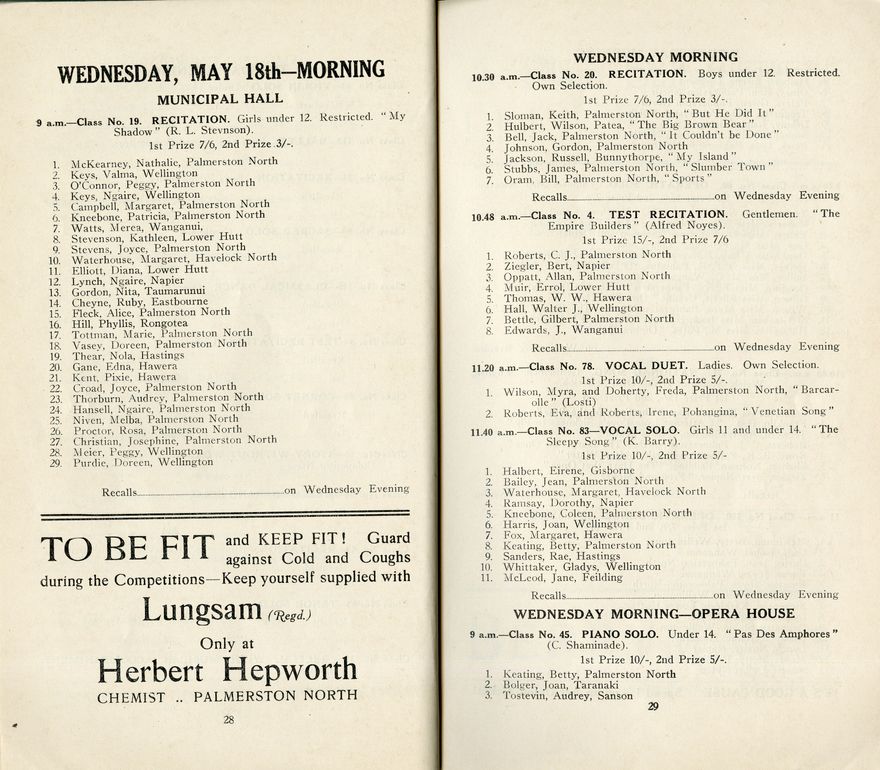 WEDNESDAY, MAY 18th—MORNING
MUNICIPAL HALL
9 a.m.—Class No. 19. RECITATION. Girls under 12. Restricted. “My
Shadow” (R. L. Stevnson).
1st Prize 7/6, 2nd Prize 3/-.
1. McKearney, Nathalie, Palmerston North
2. Keys, Valma, Wellington
3. O'Connor, Peggy, Palmerston North
4. Keys, Ngaire, Wellington
5. Campbell, Margaret, Palmerston North
6. Kneebone, Patricia, Palmerston North
7. Watts, Merea, Wanganui,
8. Stevenson, Kathleen, Lower Hutt
9. Stevens, Joyce, Palmerston North
10. Waterhouse, Margaret, Havelock North
11. Elliott, Diana, Lower Hutt
12. Lynch, Ngaire, Napier
13. Gordon, Nita, Taumarunui
14. Cheyne, Ruby, Eastbourne
15. Fleck, Alice, Palmerston North
16. Hill, Phyllis, Rongotea
17. Tottman, Marie, Palmerston North
18. Vasey, Doreen, Palmerston North
19. Thear, Nola, Hastings
20. Gane, Edna, Hawera
21. Kent, Pixie, Hawera
22. Croad, Joyce, Palmerston North
23. Thorburn, Audrey, Palmerston North
24. Hansell, Ngaire, Palmerston North
25. Niven, Melba, Palmerston North
26. Proctor, Rosa, Palmerston North
27. Christian, Josephine, Palmerston North
28. Meier, Peggy, Wellington
29. Purdie, Doreen, Wellington
Recalls..............................on Wednesday Evening
TO BE FIT and KEEP FIT! Guard
against Cold and Coughs
during the Competitions—Keep yourself supplied with
Lungsam (Regd.)
Only at
Herbert Hepworth
CHEMIST .. PALMERSTON NORTH
28
WEDNESDAY MORNING
10.30 a.m.—Class No. 20. RECITATION. Boys under 12. Restricted.
Own Selection.
1st Prize 7/6, 2nd Prize 3/-.
1. Sloman, Keith, Palmerston North, “But He Did It”
2. Hulbert, Wilson, Patea, “The Big Brown Bear”
3. Bell, Jack, Palmerston North, “It Couldn't be Done”
4. Johnson, Gordon, Palmerston North
5. Jackson, Russell, Bunnythorpe, “My Island”
6. Stubbs, James, Palmerston North, “Slumber Town”
7. Oram, Bill, Palmerston North, “Sports”
Recalls..............................on Wednesday Evening
10.48 a.m.—Class No. 4. TEST RECITATION. Gentlemen. “The
Empire Builders” (Alfred Noyes).
1st Prize 15/-, 2nd Prize 7/6
1. Roberts, C. J., Palmerston North
2. Ziegler, Bert, Napier
3. Oppatt, Allan, Palmerston North
4. Muir, Errol, Lower Hutt
5. Thomas, W. W., Hawera
6. Hall, Walter J., Wellington
7. Bettle, Gilbert, Palmerston North
8. Edwards, J., Wanganui
Recalls..............................on Wednesday Evening
11.20 a.m.—Class No. 78. VOCAL DUET. Ladies. Own Selection.
1st Prize 10/-, 2nd Prize 5/-.
1. Wilson, Myra, and Doherty, Freda, Palmerston North, “Barcar-
olle” (Losti)
2. Roberts, Eva, and Roberts, Irene, Pohangina, “Venetian Song”
11.40 a.m.—Class No. 83—VOCAL SOLO. Girls 11 and under 14. “The
Sleepy Song” (K. Barry).
1st Prize 10/-, 2nd Prize 5/-
1. Halbert, Eirene, Gisborne
2. Bailey, Jean, Palmerston North
3. Waterhouse, Margaret, Havelock North
4. Ramsay, Dorothy, Napier
5. Kneebone, Coleen, Palmerston North
6. Harris, Joan, Wellington
7. Fox, Margaret, Hawera
8. Keating, Betty, Palmerston North
9. Sanders, Rae, Hastings
10. Whittaker, Gladys, Wellington
11. McLeod, Jane, Feilding
Recalls..............................on Wednesday Evening
WEDNESDAY MORNING—OPERA HOUSE
9 a.m.—Class No. 45. PIANO SOLO. Under 14. “Pas Des Amphores”
(C. Shaminade).
1st Prize 10/-, 2nd Prize 5/-.
1. Keating, Betty, Palmerston North
2. Bolger, Joan, Taranaki
3. Tostevin, Audrey, Sanson
29